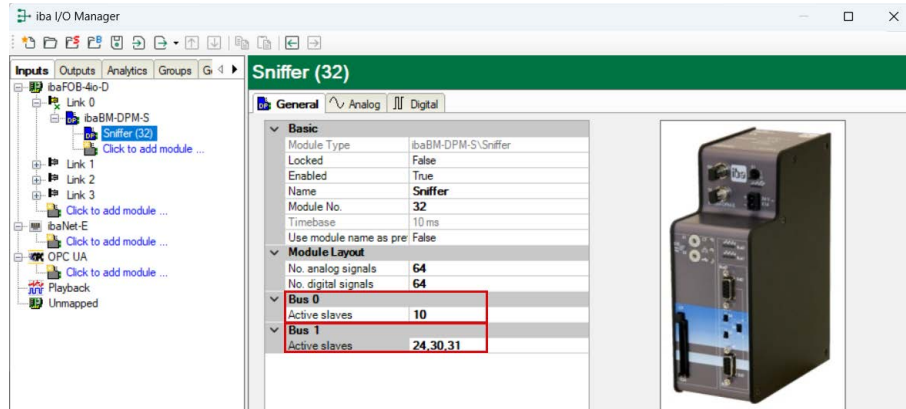 iba I/O Manager
Inputs Outputs Analytics Groups
ibaFOB-4io-D
Link 0
ibaBM-DPM-S
Sniffer (32)
Click to add module ...
Link 1
Link 2
Link 3
Click to add module ...
ibaNet-E
Click to add module ...
OPC UA
Click to add module ...
Playback
Unmapped
Sniffer (32)
General Analog Digital
Basic
Module Type ibaBM-DPM-S\Sniffer
Locked False
Enabled True
Name Sniffer
Module No. 32
Timebase 10 ms
Use module name as pre False
Module Layout
No. analog signals 64
No. digital signals 64
Bus 0
Active slaves 10
Bus 1
Active slaves 24,30,31
iba